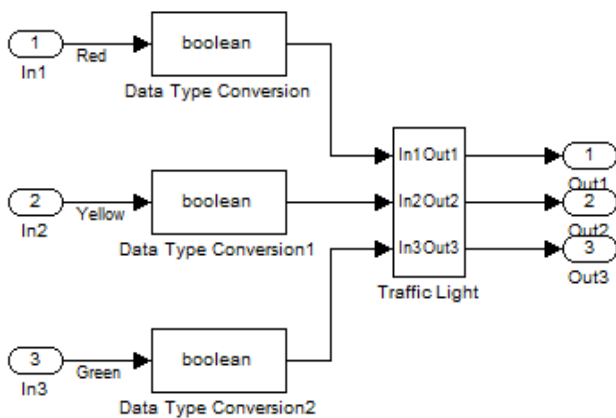 1
In1
Red
boolean
Data Type Conversion
2
In2
Yellow
boolean
Data Type Conversion1
3
In3
Green
boolean
Data Type Conversion2
In1 Out1
In2 Out2
In3 Out3
Traffic Light
1
Out1
2
Out2
3
Out3